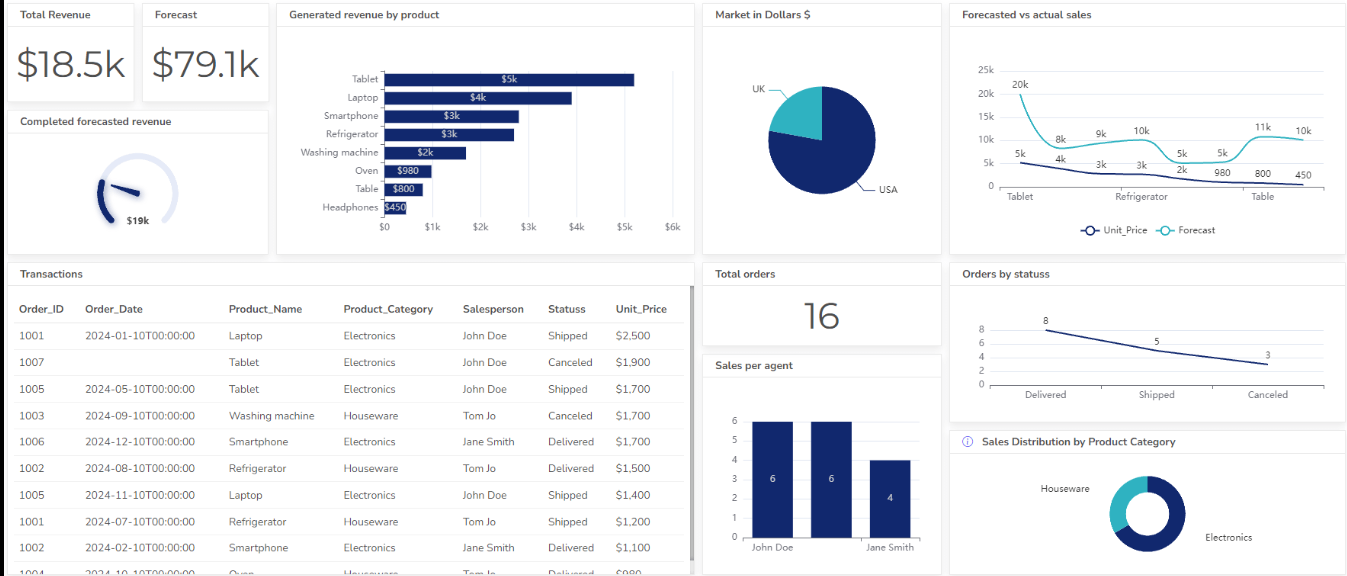 Total Revenue
$18.5k
Forecast
$79.1k
Completed forecasted revenue
$19k
Generated revenue by product
Tablet $5k
Laptop $4k
Smartphone $3k
Refrigerator $3k
Washing machine $2k
Oven $980
Table $800
Headphones $450
$0 $1k $2k $3k $4k $5k $6k
Market in Dollars $
UK
USA
Forecasted vs actual sales
25k
20k
15k
10k
5k
0
20k 8k 9k 10k 5k 5k 11k 10k
5k 4k 3k 3k 2k 980 800 450
Tablet Refrigerator Table
Unit_Price Forecast
Transactions
Order_ID Order_Date Product_Name Product_Category Salesperson Statuss Unit_Price
1001 2024-01-10T00:00:00 Laptop Electronics John Doe Shipped $2,500
1007 Tablet Electronics John Doe Canceled $1,900
1005 2024-05-10T00:00:00 Tablet Electronics John Doe Shipped $1,700
1003 2024-09-10T00:00:00 Washing machine Houseware Tom Jo Canceled $1,700
1006 2024-12-10T00:00:00 Smartphone Electronics Jane Smith Delivered $1,700
1002 2024-08-10T00:00:00 Refrigerator Houseware Tom Jo Delivered $1,500
1005 2024-11-10T00:00:00 Laptop Electronics John Doe Shipped $1,400
1001 2024-07-10T00:00:00 Refrigerator Houseware Tom Jo Shipped $1,200
1002 2024-02-10T00:00:00 Smartphone Electronics Jane Smith Delivered $1,100
1004 2024-10-10T00:00:00 Oven Houseware Tom Jo Delivered $980
Total orders
16
Sales per agent
6
5
4
3
2
1
0
6 6 4
John Doe Jane Smith
Orders by statuss
8
6
4
2
0
8 5 3
Delivered Shipped Canceled
Sales Distribution by Product Category
Houseware
Electronics